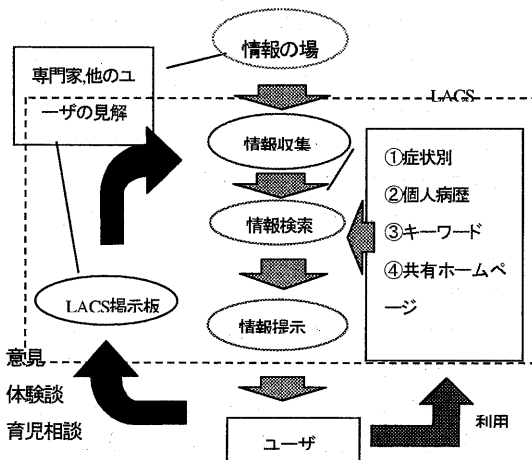 情報の場
専門家,他のユ
ーザの見解
LACS
情報収集
①症状別
②個人病歴
③キーワード
④共有ホームペ
ージ
情報検索
LACS掲示板
情報提示
意見
体験談
育児相談
ユーザ
利用